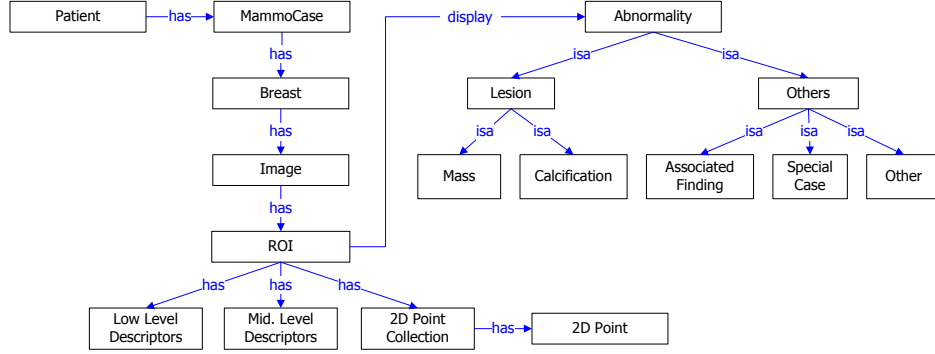 Patient
has
MammoCase
display
Abnormality
has
isa
isa
Breast
Lesion
Others
has
isa
isa
isa
isa
isa
Image
Mass
Calcification
Associated
Finding
Special
Case
Other
has
ROI
has
has
has
Low Level
Descriptors
Mid. Level
Descriptors
2D Point
Collection
has
2D Point